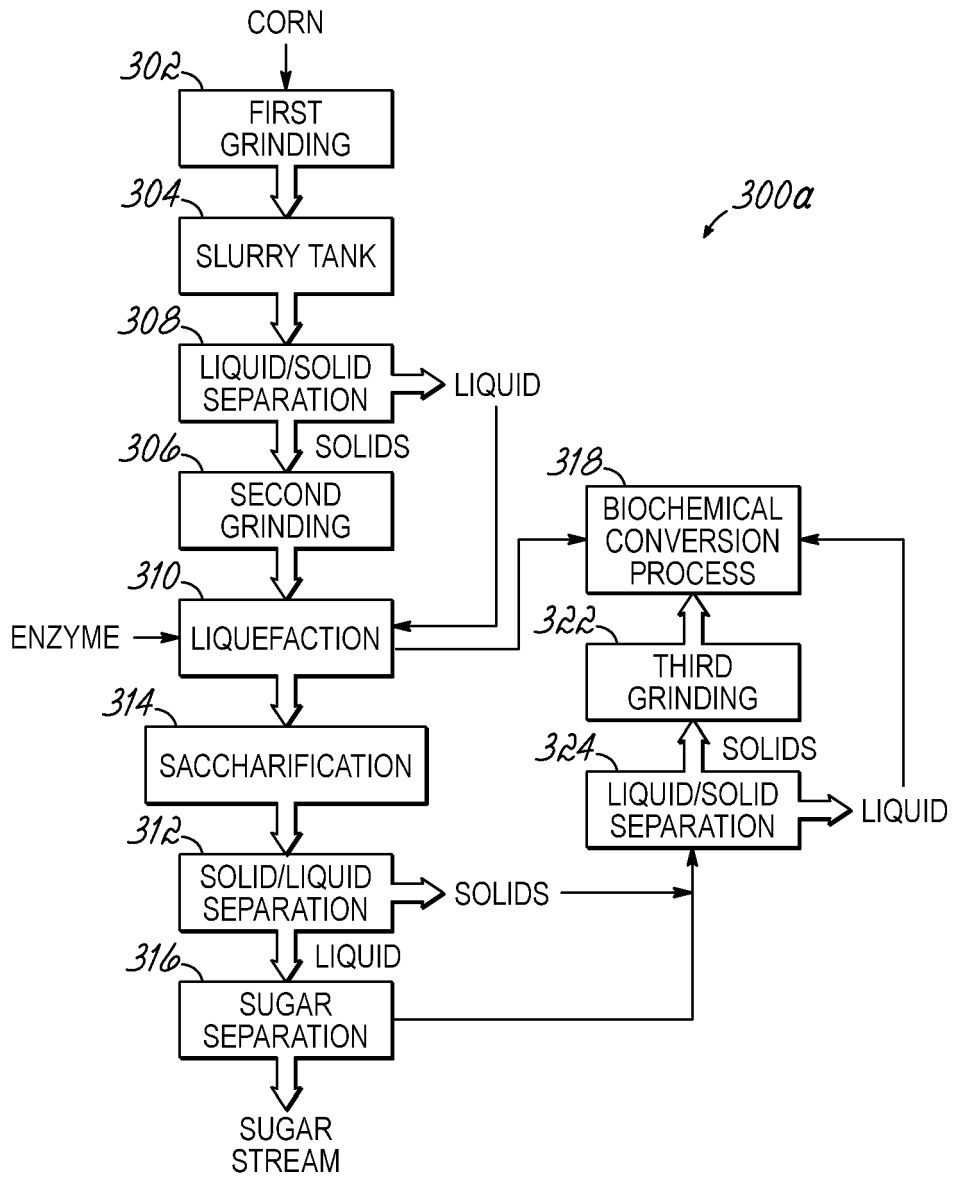 CORN
302
FIRST
GRINDING
304
SLURRY TANK
300a
308
LIQUID/SOLID
SEPARATION
LIQUID
SOLIDS
306
SECOND
GRINDING
318
BIOCHEMICAL
CONVERSION
PROCESS
310
ENZYME
LIQUEFACTION
322
THIRD
GRINDING
314
SACCHARIFICATION
SOLIDS
324
LIQUID/SOLID
SEPARATION
LIQUID
312
SOLID/LIQUID
SEPARATION
SOLIDS
LIQUID
316
SUGAR
SEPARATION
SUGAR
STREAM